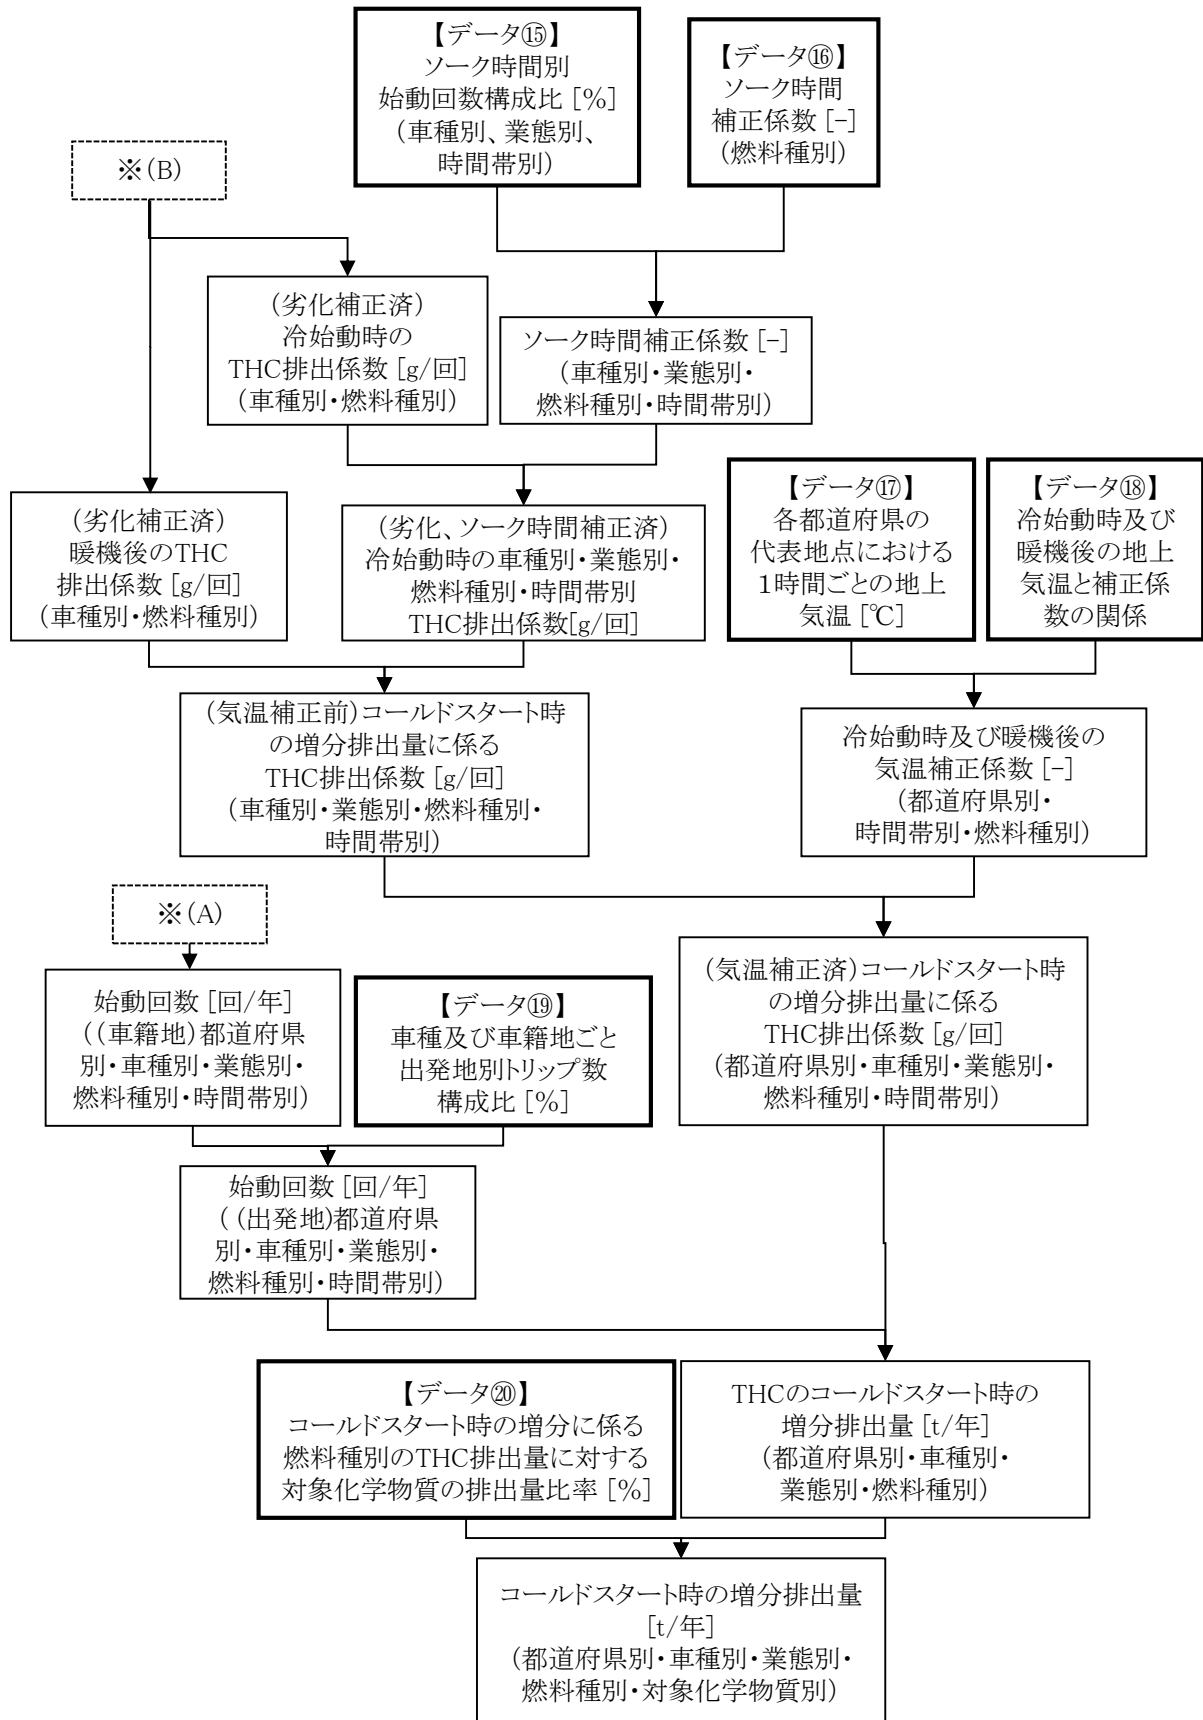 【データ⑮】
ソーク時間別
始動回数構成比[%]
(車種別、業態別、
時間帯別)
【データ⑯】
ソーク時間
補正係数[-]
(燃料種別)
※(B)
(劣化補正済)
冷始動時の
THC排出係数[g/回]
(車種別・燃料種別)
ソーク時間補正係数[-]
(車種別・業態別・
燃料種別・時間帯別)
(劣化補正済)
暖機後のTHC
排出係数[g/回]
(車種別・燃料種別)
(劣化、ソーク時間補正済)
冷始動時の車種別・業態別・
燃料種別・時間帯別
THC排出係数[g/回]
【データ⑰】
各都道府県の
代表地点における
1時間ごとの地上
気温[℃]
【データ⑱】
冷始動時及び
暖機後の地上
気温と補正係
数の関係
(気温補正前)コールドスタート時
の増分排出量に係る
THC排出係数[g/回]
(車種別・業態別・燃料種別・
時間帯別)
冷始動時及び暖機後の
気温補正係数[-]
(都道府県別・
時間帯別・燃料種別)
※(A)
始動回数[回/年]
((車籍地)都道府県
別・車種別・業態別・
燃料種別・時間帯別)
【データ⑲】
車種及び車籍地ごと
出発地別トリップ数
構成比[%]
(気温補正済)コールドスタート時
の増分排出量に係る
THC排出係数[g/回]
(都道府県別・車種別・業態別・
燃料種別・時間帯別)
始動回数[回/年]
((出発地)都道府県
別・車種別・業態別・
燃料種別・時間帯別)
【データ⑳】
コールドスタート時の増分に係る
燃料種別のTHC排出量に対する
対象化学物質の排出量比率[%]
THCのコールドスタート時の
増分排出量[t/年]
(都道府県別・車種別・
業態別・燃料種別)
コールドスタート時の増分排出量
[t/年]
(都道府県別・車種別・業態別・
燃料種別・対象化学物質別)